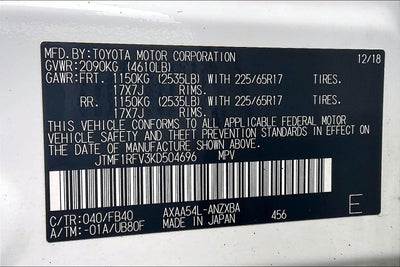 MFD.BY:TOYOTA MOTOR CORPORATION 12/18
GVWR:2090KG (4610LB)
GAWR:FRT. 1150KG (2535LB) WITH 225/65R17 TIRES.
17X7J RIMS.
RR. 1150KG (2535LB) WITH 225/65R17 TIRES.
17X7J RIMS.
THIS VEHICLE CONFORMS TO ALL APPLICABLE FEDERAL MOTOR
VEHICLE SAFETY AND THEFT PREVENTION STANDARDS IN EFFECT ON THE DATE OF
MANUFACTURE SHOWN ABOVE.
JTMF1RFV3KD504696 MPV
C/TR:040/FB40 AXAA54L-ANZXBA
A/TM:-01A/UB80F MADE IN JAPAN 456 E